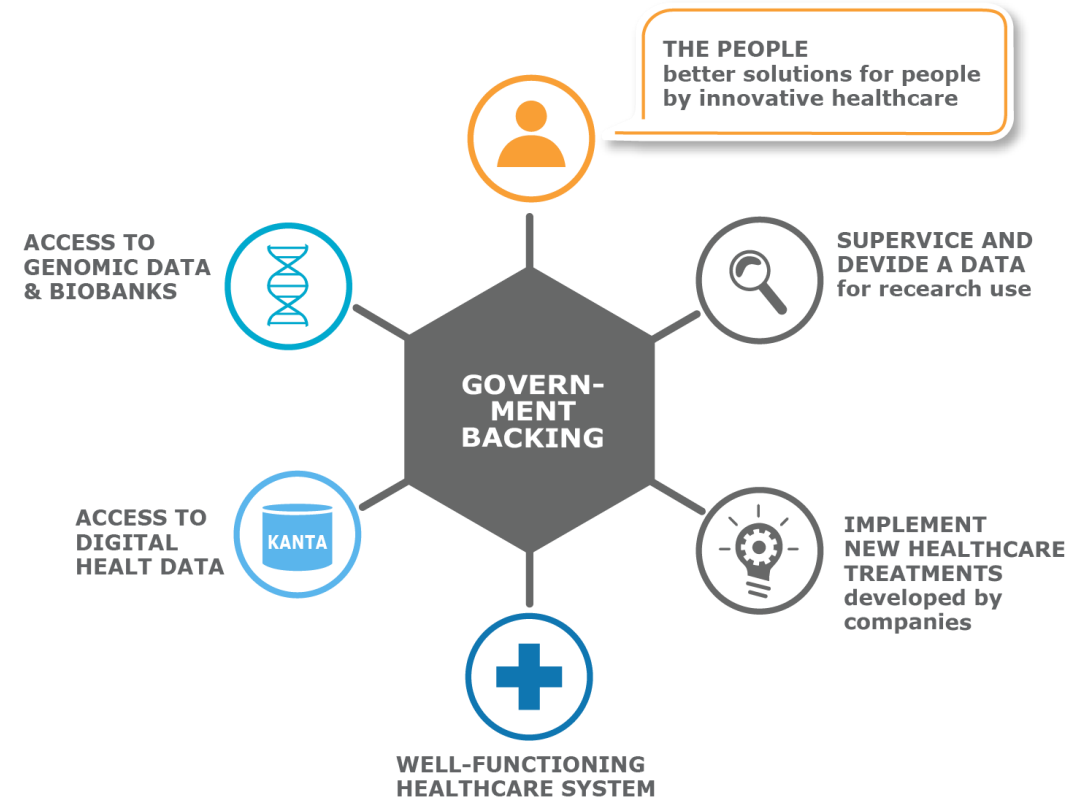 THE PEOPLE
better solutions for people
by innovative healthcare
ACCESS TO
GENOMIC DATA
& BIOBANKS
SUPERVICE AND
DEVIDE A DATA
for recearch use
GOVERN-
MENT
BACKING
ACCESS TO
DIGITAL
HEALT DATA
KANTA
IMPLEMENT
NEW HEALTHCARE
TREATMENTS
developed by
companies
WELL-FUNCTIONING
HEALTHCARE SYSTEM